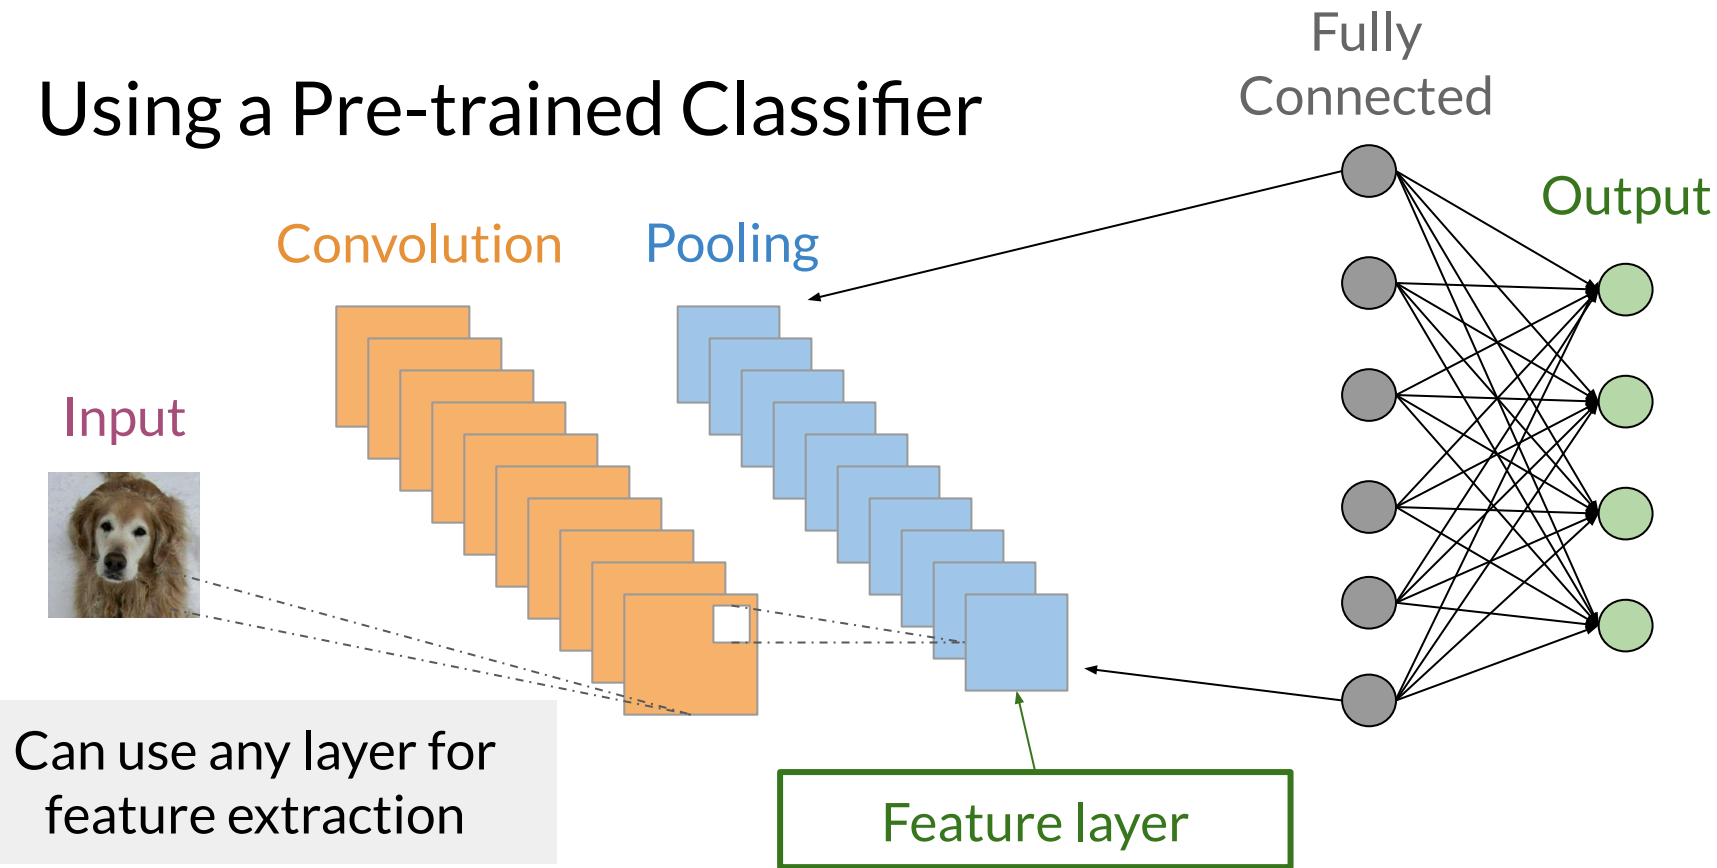 Using a Pre-trained Classifier
Fully
Connected
Output
Convolution
Pooling
Input
Can use any layer for
feature extraction
Feature layer